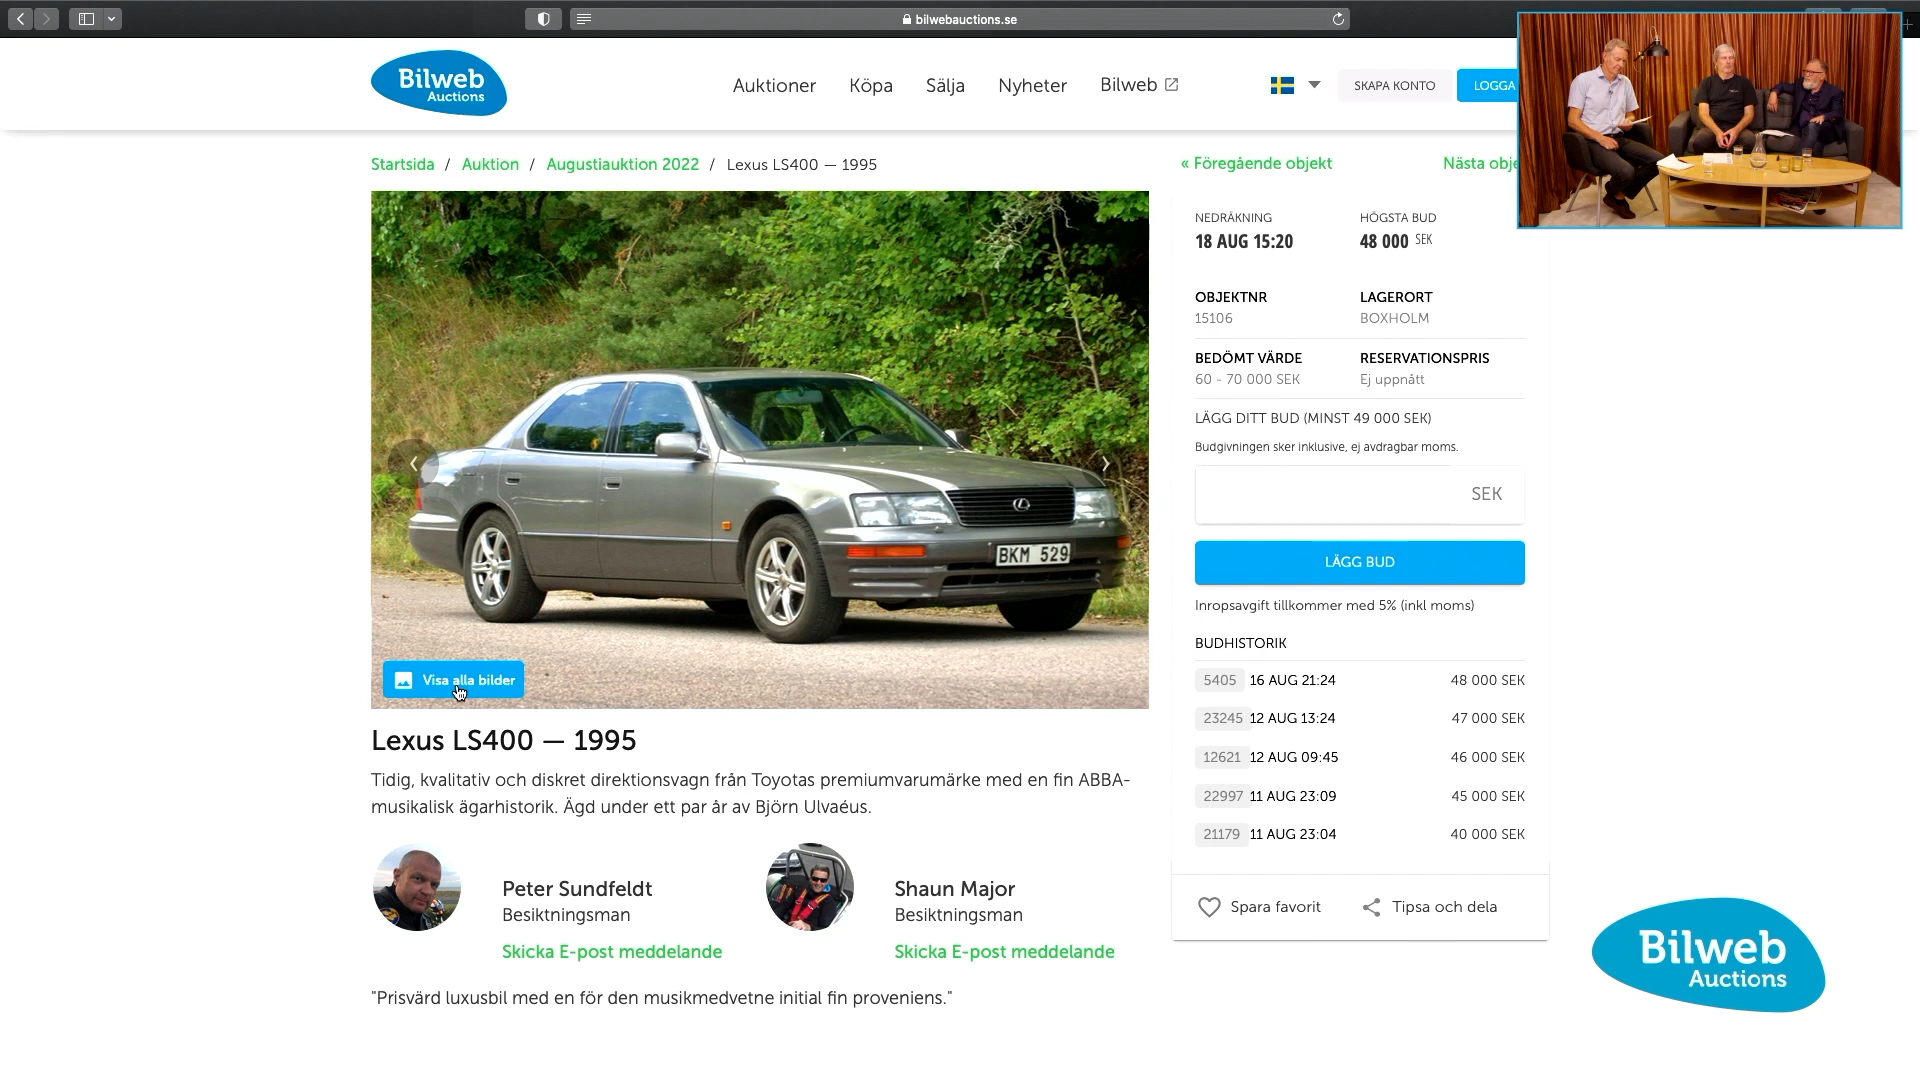 bilwebauctions.se
Bilweb
Auctions
Auktioner
Köpa
Sälja
Nyheter
Bilweb
SKAPA KONTO
LOGGA
Startsida / Auktion / Augustiauktion 2022 / Lexus LS400 — 1995
« Föregående objekt
Nästa obje
NEDRÄKNING
18 AUG 15:20
HÖGSTA BUD
48 000 SEK
OBJEKTNR
15106
LAGERORT
BOXHOLM
BEDÖMT VÄRDE
60 - 70 000 SEK
RESERVATIONSPRIS
Ej uppnått
LÄGG DITT BUD (MINST 49 000 SEK)
Budgivningen sker inklusive, ej avdragbar moms.
SEK
LÄGG BUD
Inropsavgift tillkommer med 5% (inkl moms)
BUDHISTORIK
5405 16 AUG 21:24 48 000 SEK
23245 12 AUG 13:24 47 000 SEK
12621 12 AUG 09:45 46 000 SEK
22997 11 AUG 23:09 45 000 SEK
21179 11 AUG 23:04 40 000 SEK
Spara favorit
Tipsa och dela
BKM 529
Visa alla bilder
Lexus LS400 — 1995
Tidig, kvalitativ och diskret direktionsvagn från Toyotas premiumvarumärke med en fin ABBA-
musikalisk ägarhistorik. Ägd under ett par år av Björn Ulvaéus.
Peter Sundfeldt
Besiktningsman
Skicka E-post meddelande
Shaun Major
Besiktningsman
Skicka E-post meddelande
"Prisvärd luxusbil med en för den musikmedvetne initial fin proveniens."
Bilweb
Auctions